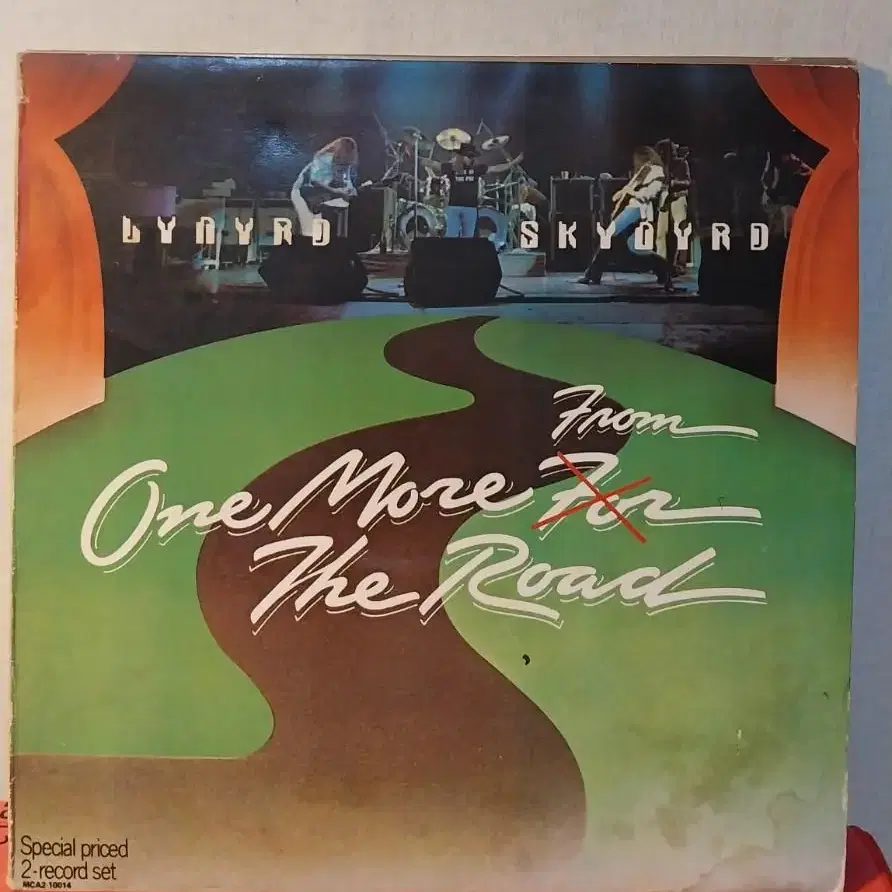 LYNYRD SKYNYRD
From
One More For
The Road
Special priced
2-record set
MCA2 10014